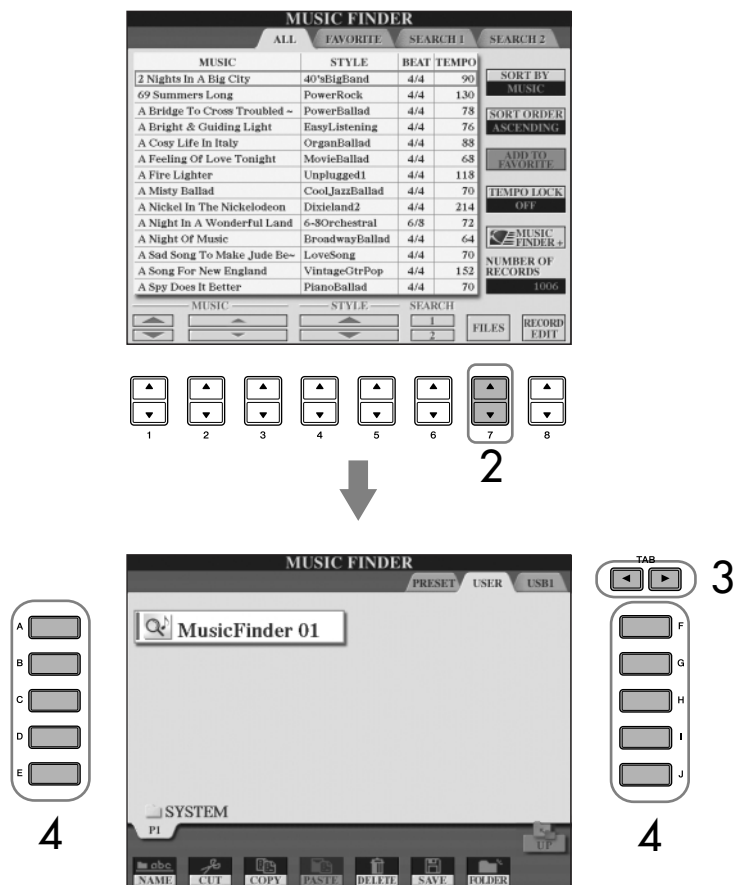 MUSIC FINDER
ALL FAVORITE SEARCH 1 SEARCH 2
MUSIC STYLE BEAT TEMPO
2 Nights In A Big City 40'sBigBand 4/4 90
69 Summers Long PowerRock 4/4 130
A Bridge To Cross Troubled ~ PowerBallad 4/4 78
A Bright & Guiding Light EasyListening 4/4 76
A Cosy Life In Italy OrganBallad 4/4 88
A Feeling Of Love Tonight MovieBallad 4/4 68
A Fire Lighter Unplugged1 4/4 118
A Misty Ballad CoolJazzBallad 4/4 70
A Nickel In The Nickelodeon Dixieland2 4/4 214
A Night In A Wonderful Land 6-8Orchestral 6/8 72
A Night Of Music BroadwayBallad 4/4 64
A Sad Song To Make Jude Be~ LoveSong 4/4 70
A Song For New England VintageGtrPop 4/4 152
A Spy Does It Better PianoBallad 4/4 70
SORT BY
MUSIC
SORT ORDER
ASCENDING
ADD TO
FAVORITE
TEMPO LOCK
OFF
MUSIC
FINDER +
NUMBER OF
RECORDS
1006
MUSIC STYLE SEARCH
1
2
FILES
RECORD
EDIT
1 2 3 4 5 6 7 8
2
MUSIC FINDER
PRESET USER USB1
TAB
3
MusicFinder 01
A
B
C
D
E
F
G
H
I
J
4
4
SYSTEM
P1
UP
abc
NAME CUT COPY PASTE DELETE SAVE FOLDER